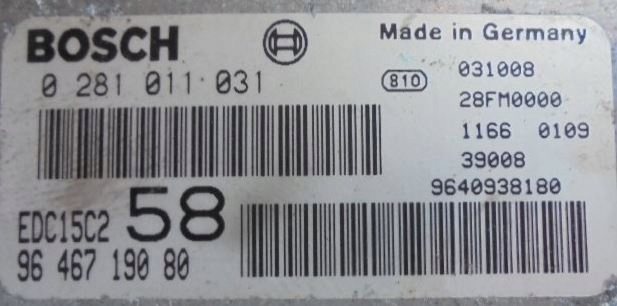 BOSCH
Made in Germany
0 281 011 031
810
031008
28FM0000
1166 0109
39008
9640938180
EDC15C2 58
96 467 190 80